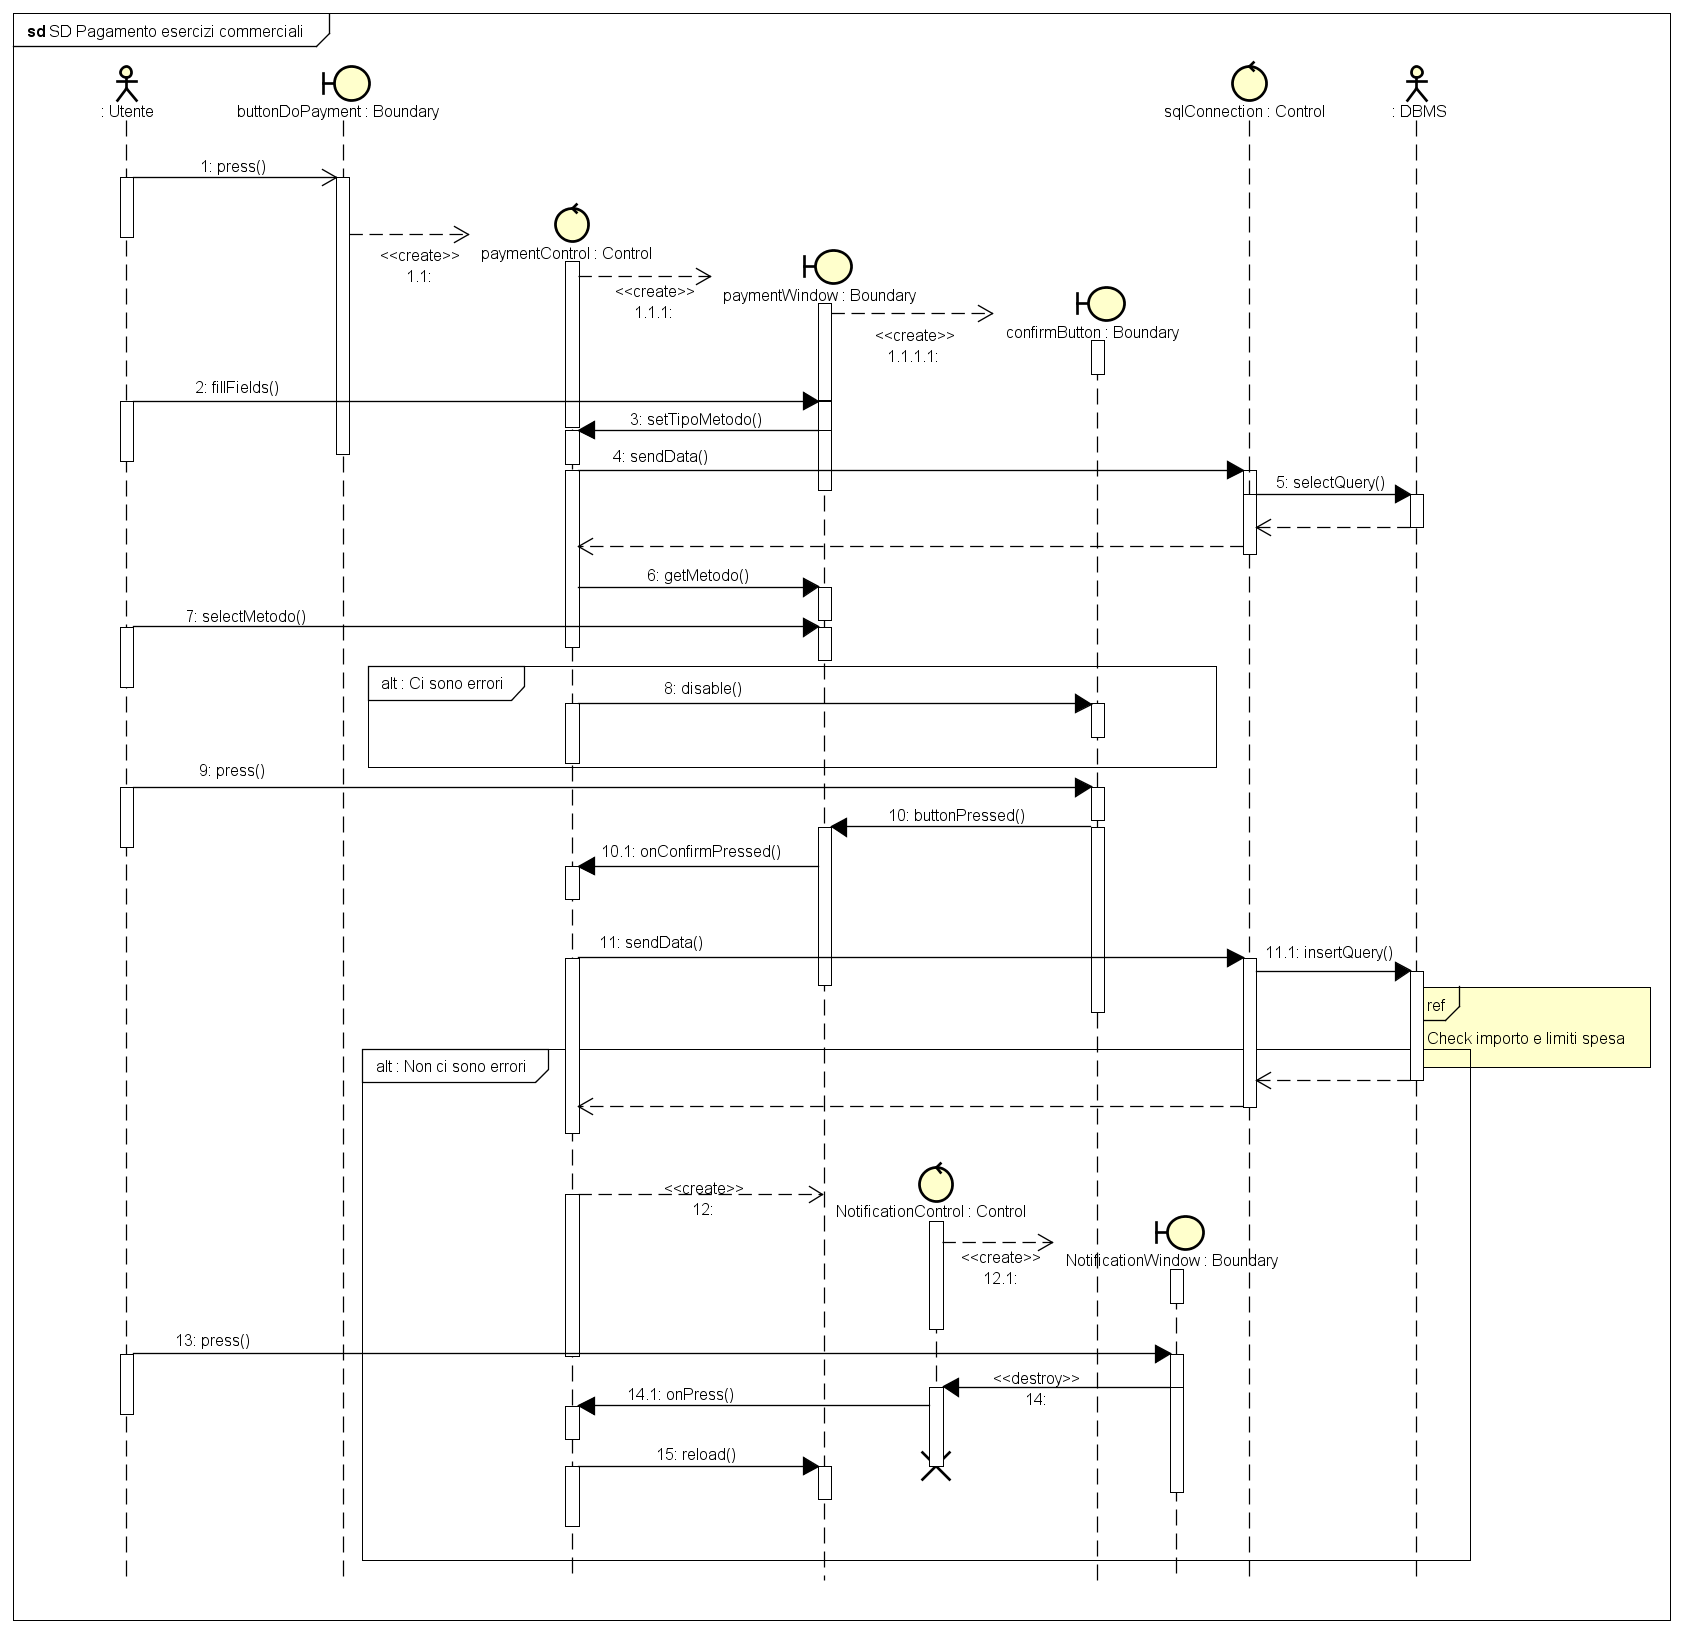 sd SD Pagamento esercizi commerciali
: Utente
buttonDoPayment : Boundary
sqlConnection : Control
: DBMS
1: press()
<<create>>
1.1:
paymentControl : Control
<<create>>
1.1.1:
paymentWindow : Boundary
<<create>>
1.1.1.1:
confirmButton : Boundary
2: fillFields()
3: setTipoMetodo()
4: sendData()
5: selectQuery()
6: getMetodo()
7: selectMetodo()
alt : Ci sono errori
8: disable()
9: press()
10: buttonPressed()
10.1: onConfirmPressed()
11: sendData()
11.1: insertQuery()
ref
Check importo e limiti spesa
alt : Non ci sono errori
<<create>>
12:
NotificationControl : Control
<<create>>
12.1:
NotificationWindow : Boundary
13: press()
<<destroy>>
14:
14.1: onPress()
15: reload()